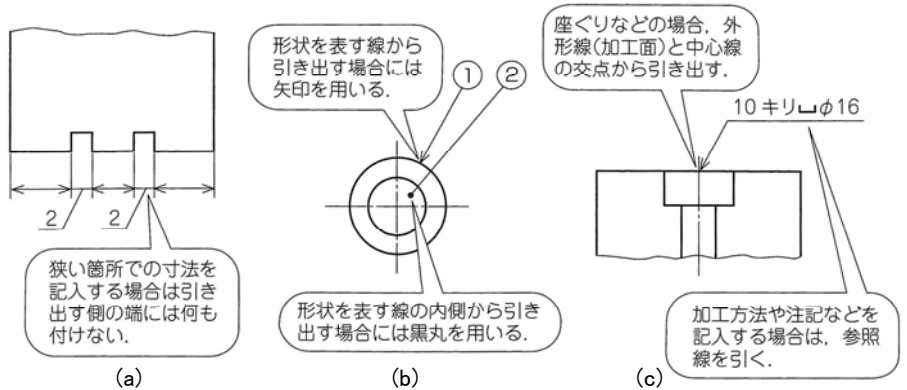 2
2
狭い箇所での寸法を
記入する場合は引き
出す側の端には何も
付けない.
(a)
形状を表す線から
引き出す場合には
矢印を用いる.
①
②
形状を表す線の内側から引き
出す場合には黒丸を用いる.
(b)
座ぐりなどの場合，外
形線(加工面)と中心線
の交点から引き出す.
10 キリ⌴φ16
加工方法や注記などを
記入する場合は，参照
線を引く.
(c)